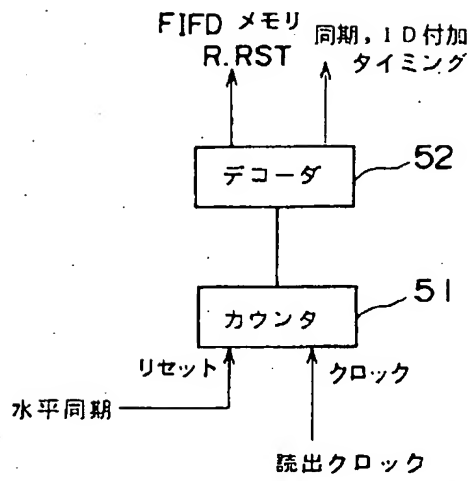 FIFD メモリ
R.RST
同期，ID付加
タイミング
デコーダ
52
カウンタ
51
リセット
クロック
水平同期
読出クロック